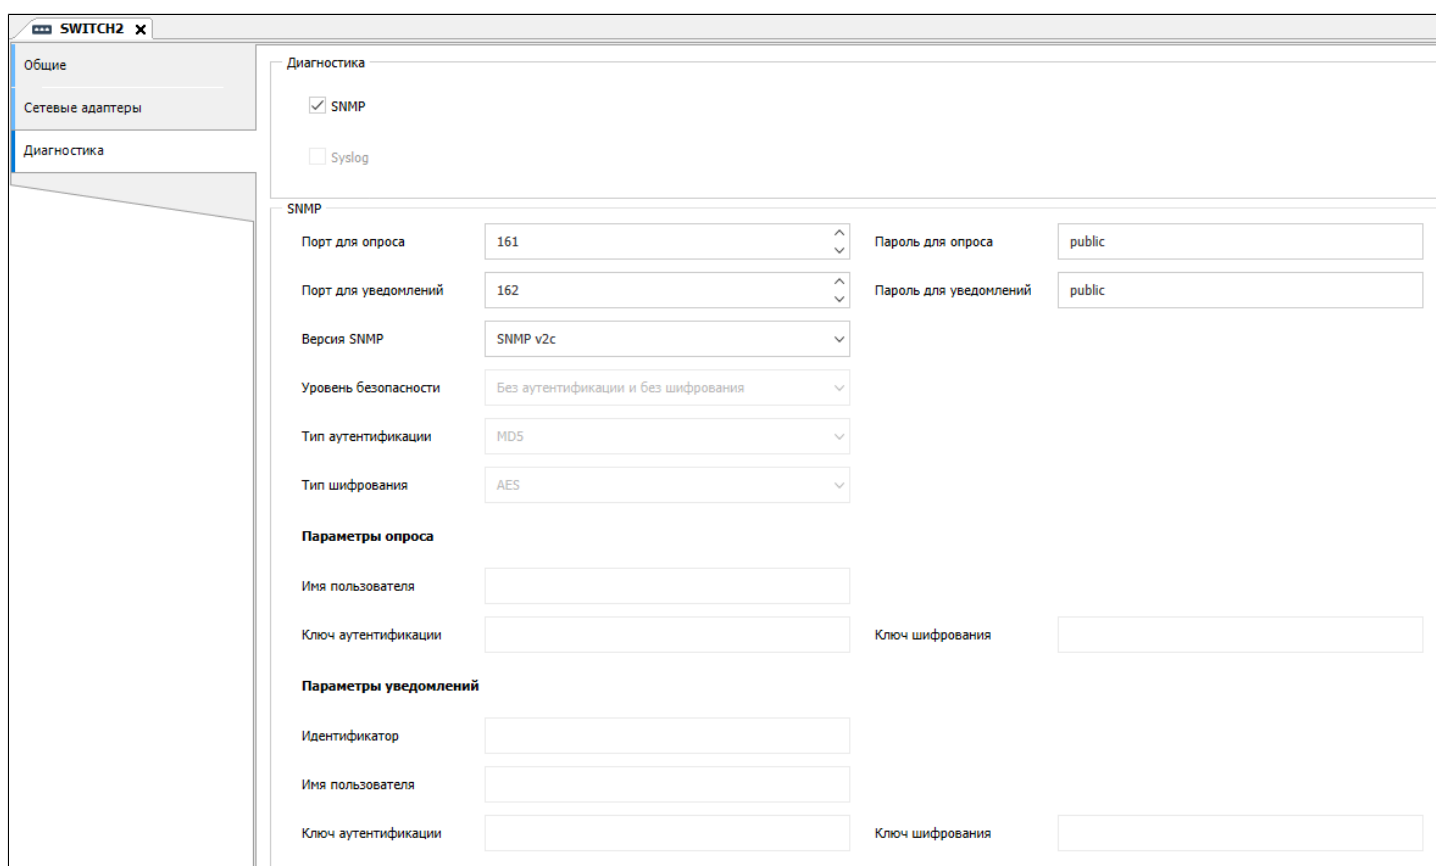 SWITCH2
Общие
Сетевые адаптеры
Диагностика
Диагностика
SNMP
Syslog
SNMP
Порт для опроса 161 Пароль для опроса public
Порт для уведомлений 162 Пароль для уведомлений public
Версия SNMP SNMP v2c
Уровень безопасности Без аутентификации и без шифрования
Тип аутентификации MD5
Тип шифрования AES
Параметры опроса
Имя пользователя
Ключ аутентификации Ключ шифрования
Параметры уведомлений
Идентификатор
Имя пользователя
Ключ аутентификации Ключ шифрования